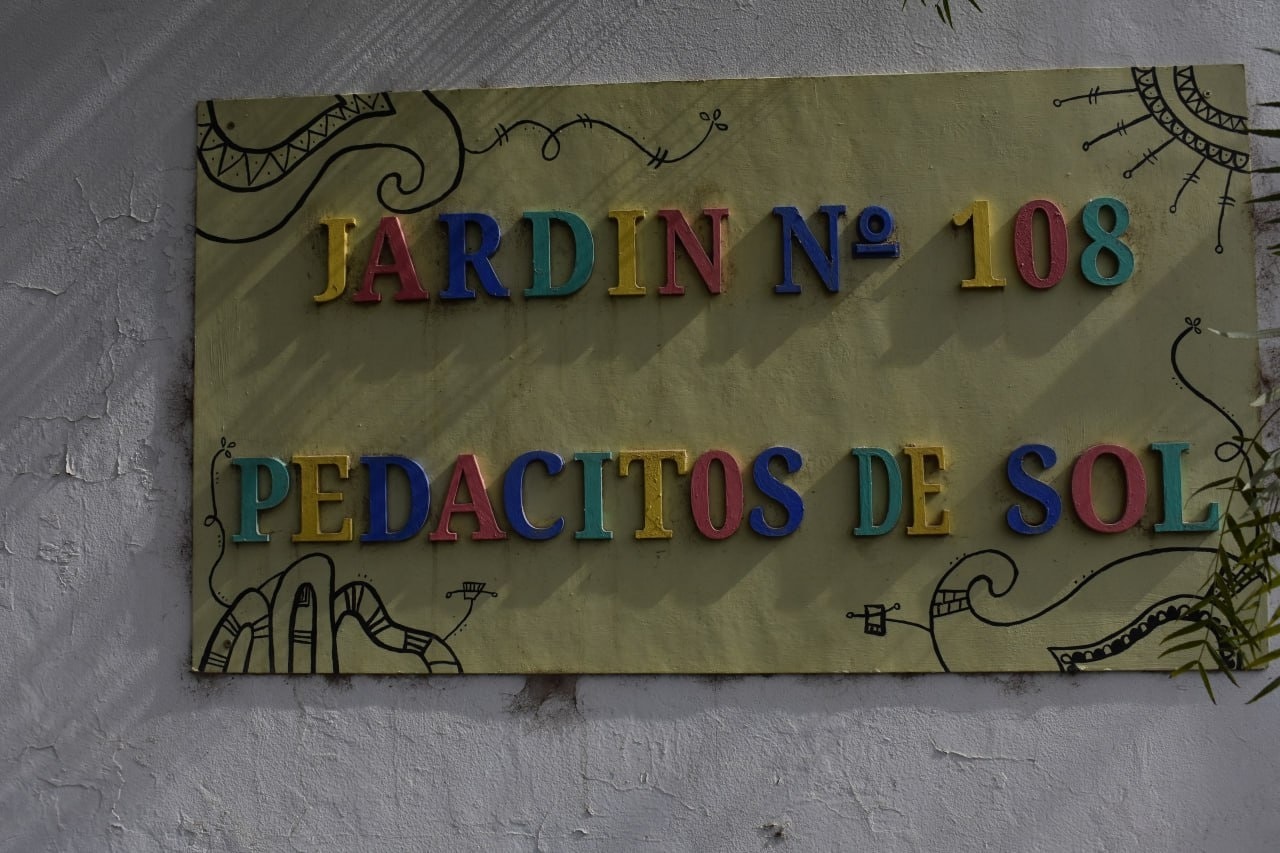 JARDIN Nº 108
PEDACITOS DE SOL